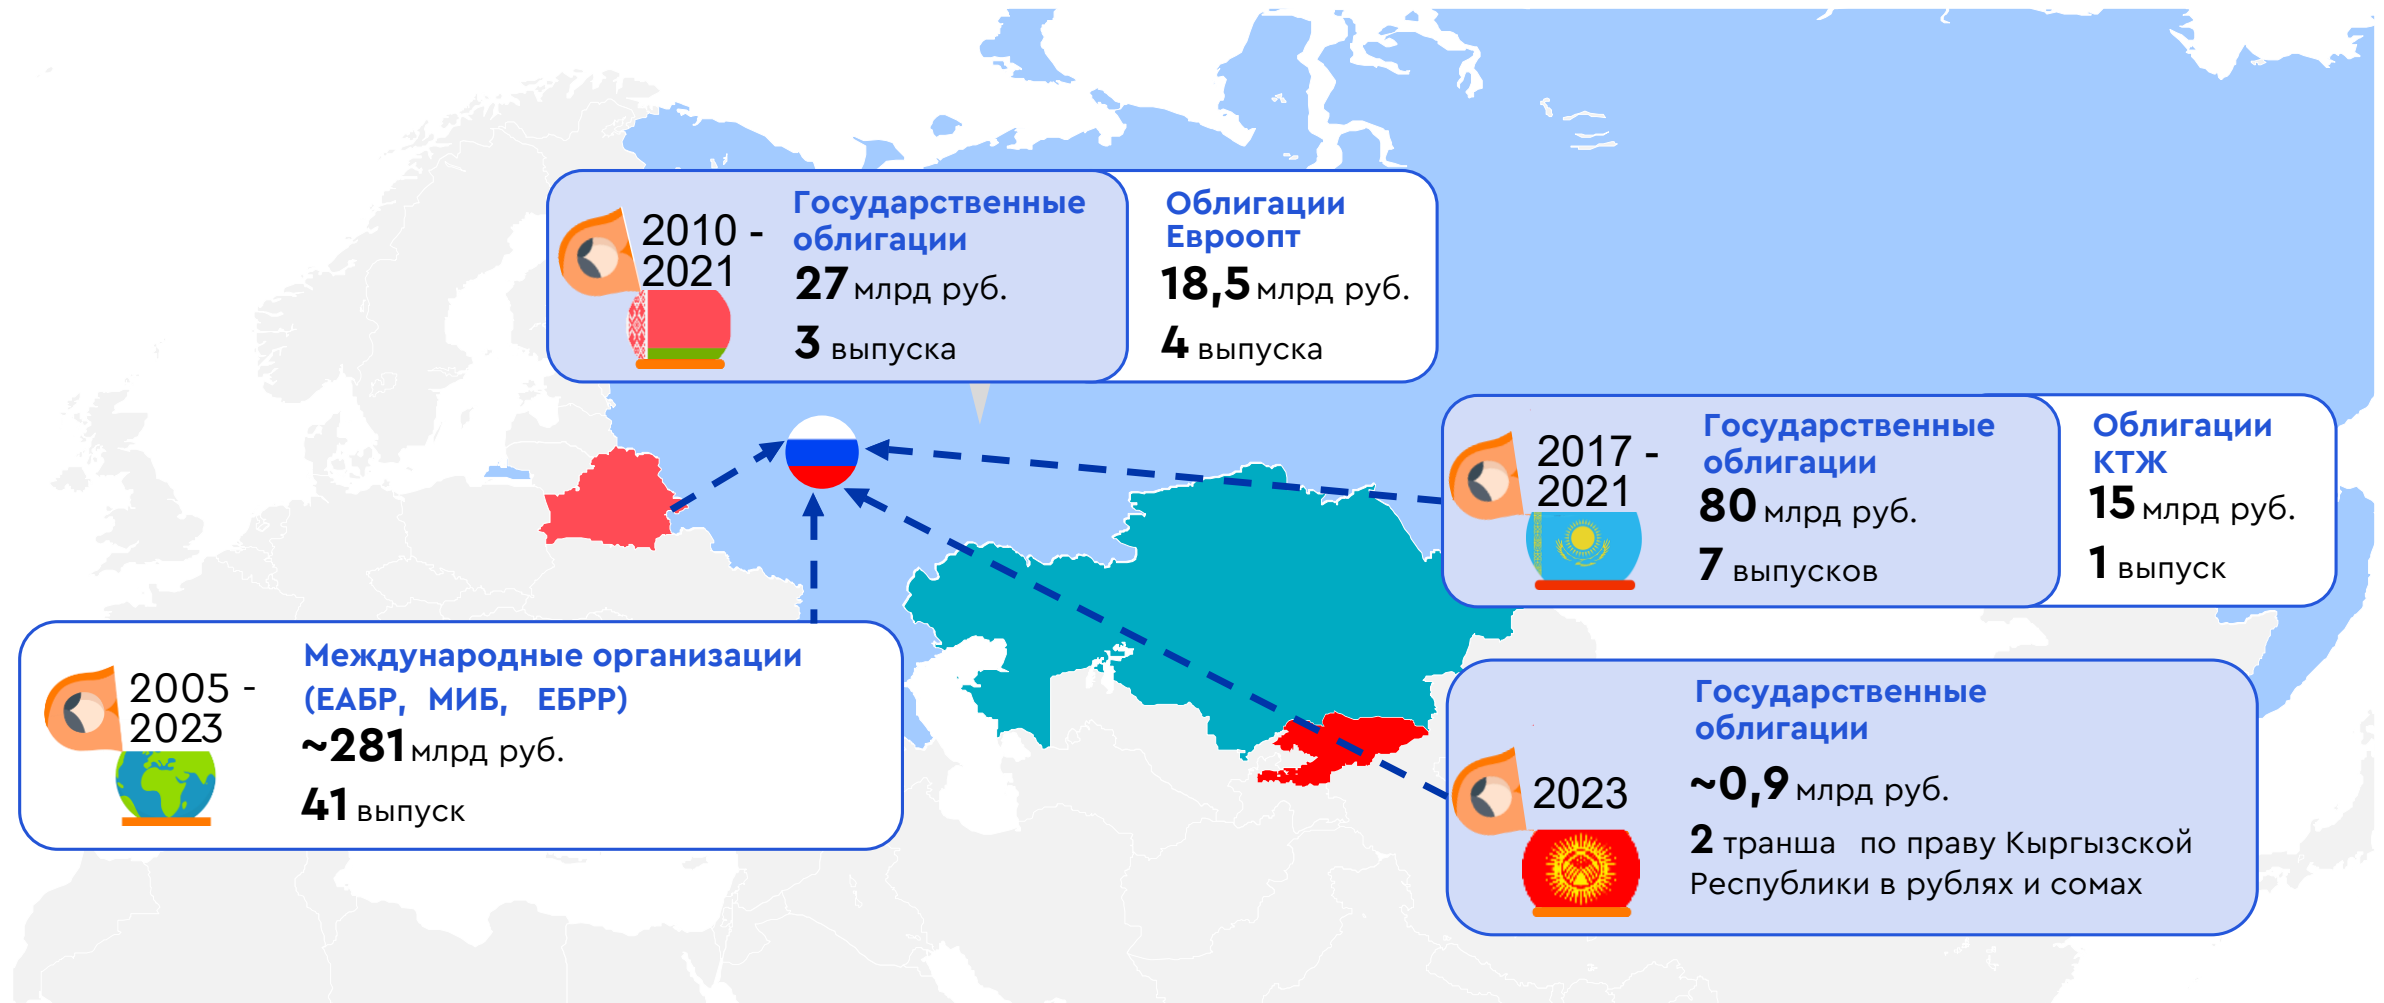 2010 -
2021
Государственные
облигации
27 млрд руб.
3 выпуска
Облигации
Евроопт
18,5 млрд руб.
4 выпуска
2017 -
2021
Государственные
облигации
80 млрд руб.
7 выпусков
Облигации
КТЖ
15 млрд руб.
1 выпуск
2005 -
2023
Международные организации
(ЕАБР, МИБ, ЕБРР)
~281 млрд руб.
41 выпуск
2023
Государственные
облигации
~0,9 млрд руб.
2 транша по праву Кыргызской
Республики в рублях и сомах